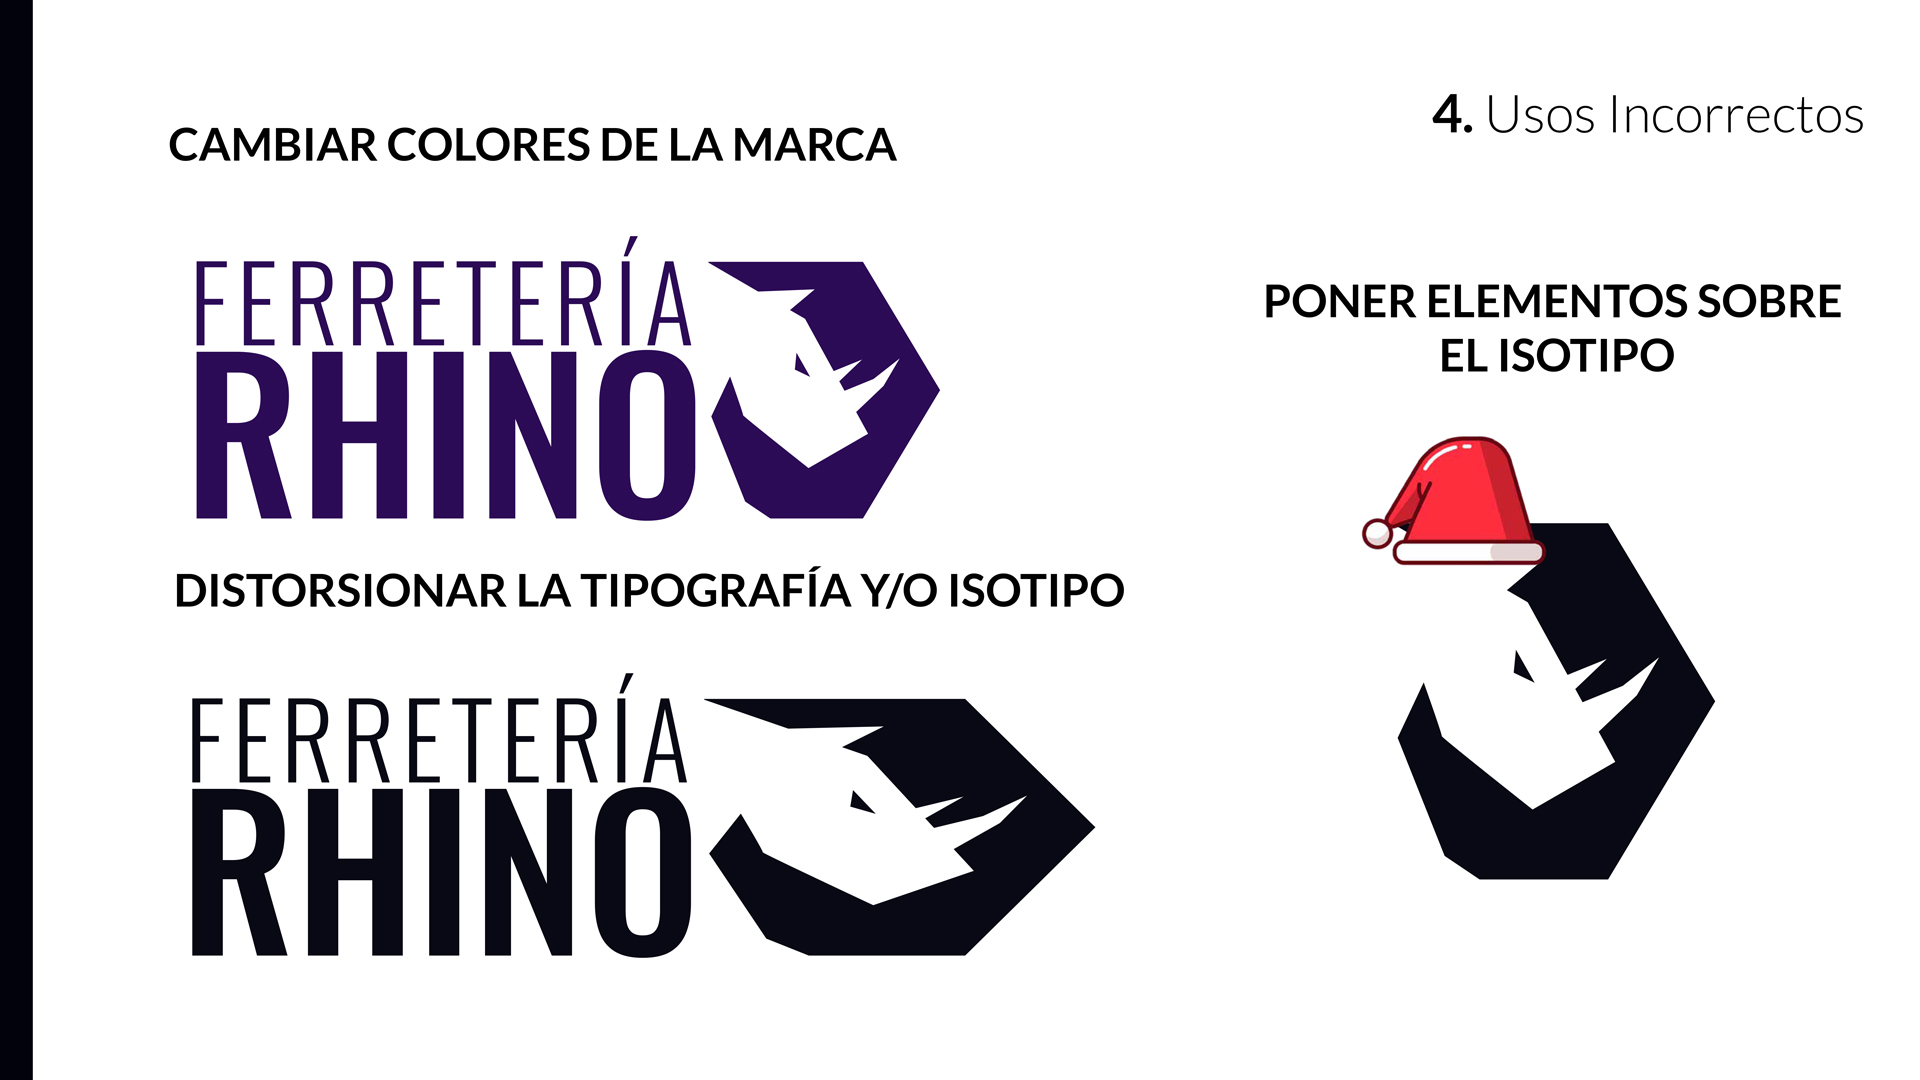 4. Usos Incorrectos
CAMBIAR COLORES DE LA MARCA
FERRETERÍA
RHINO
DISTORSIONAR LA TIPOGRAFÍA Y/O ISOTIPO
FERRETERÍA
RHINO
PONER ELEMENTOS SOBRE
EL ISOTIPO